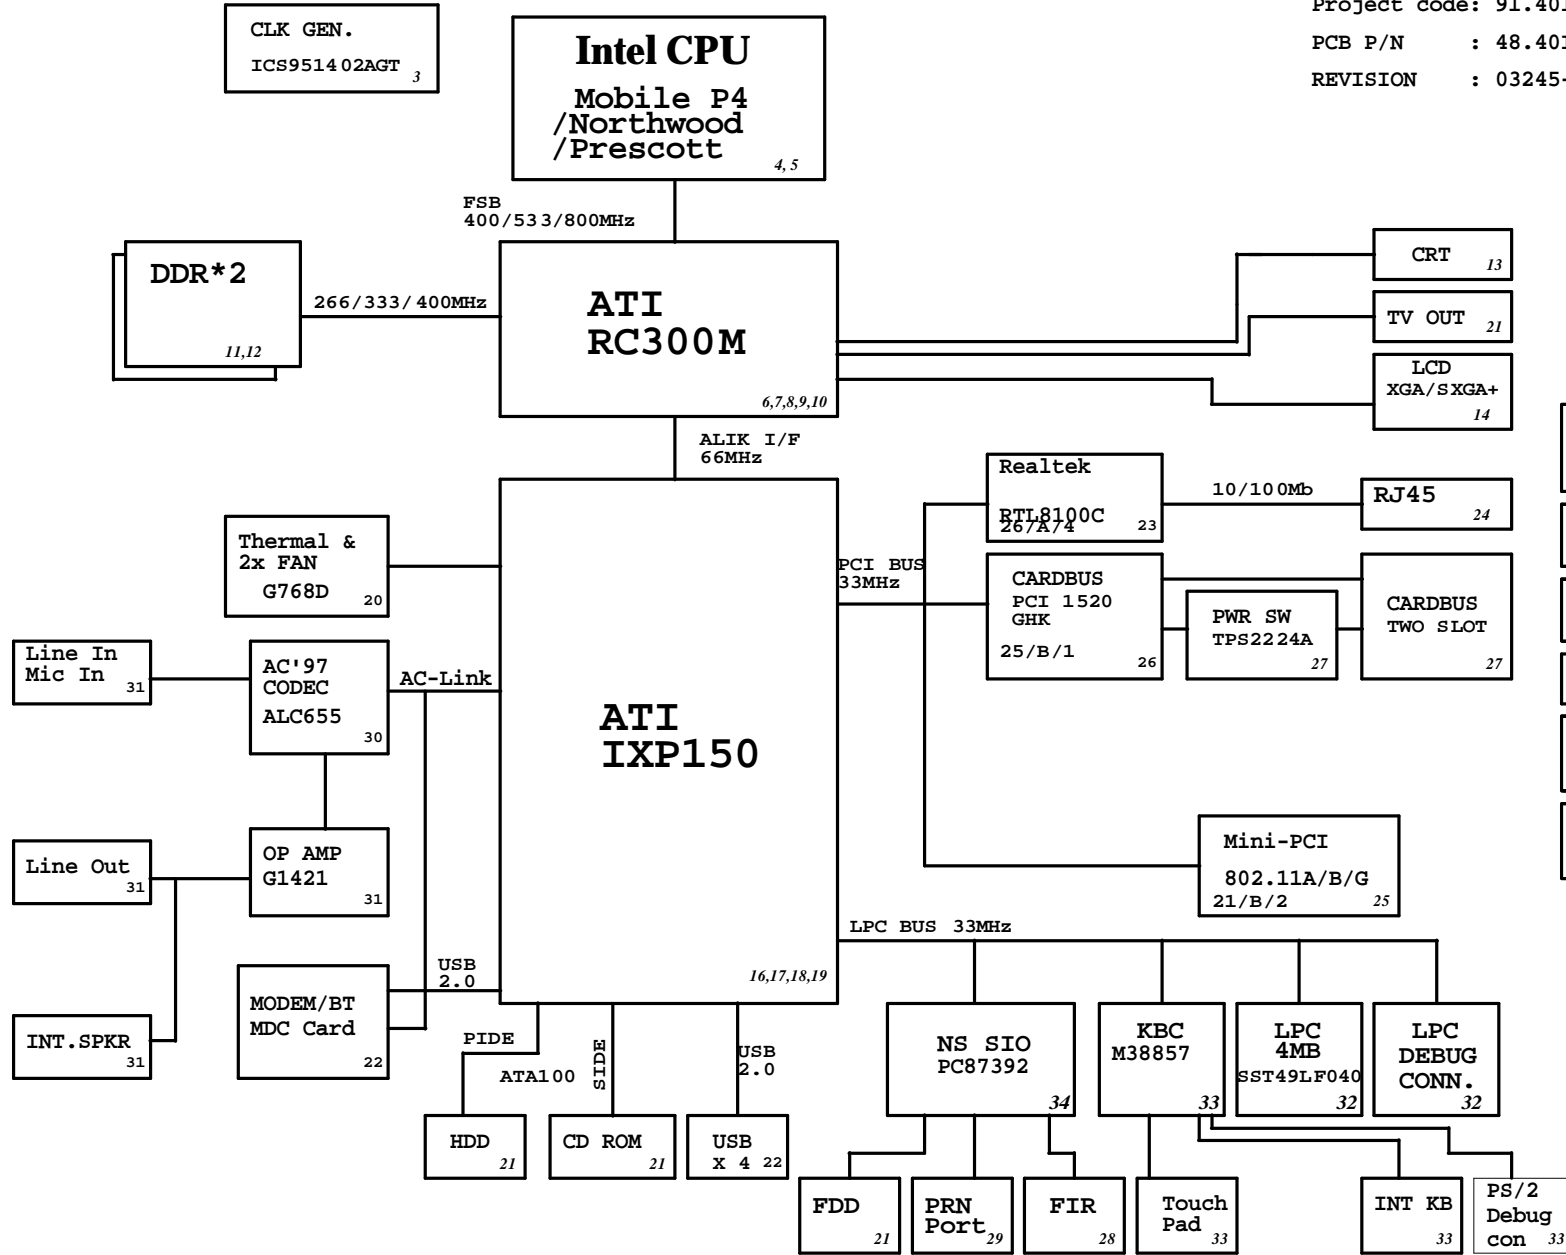 CLK GEN.
ICS951402AGT
3
Intel CPU
Mobile P4
/Northwood
/Prescott
4, 5
Project code: 91.401
PCB P/N : 48.401
REVISION : 03245-
FSB
400/533/800MHz
DDR*2
11,12
266/333/400MHz
ATI
RC300M
6,7,8,9,10
CRT
13
TV OUT
21
LCD
XGA/SXGA+
14
ALIK I/F
66MHz
Realtek
RTL8100C
26/A/4
23
10/100Mb
RJ45
24
Thermal &
2x FAN
G768D
20
PCI BUS
33MHz
CARDBUS
PCI 1520
GHK
25/B/1
26
PWR SW
TPS2224A
27
CARDBUS
TWO SLOT
27
Line In
Mic In
31
AC'97
CODEC
ALC655
30
AC-Link
ATI
IXP150
16,17,18,19
Line Out
31
OP AMP
G1421
31
Mini-PCI
802.11A/B/G
21/B/2
25
LPC BUS 33MHz
USB
2.0
MODEM/BT
MDC Card
22
INT.SPKR
31
PIDE
ATA100
SIDE
USB
2.0
NS SIO
PC87392
34
KBC
M38857
33
LPC
4MB
SST49LF040
32
LPC
DEBUG
CONN.
32
HDD
21
CD ROM
21
USB
X 4
22
FDD
21
PRN
Port
29
FIR
28
Touch
Pad
33
INT KB
33
PS/2
Debug
con
33